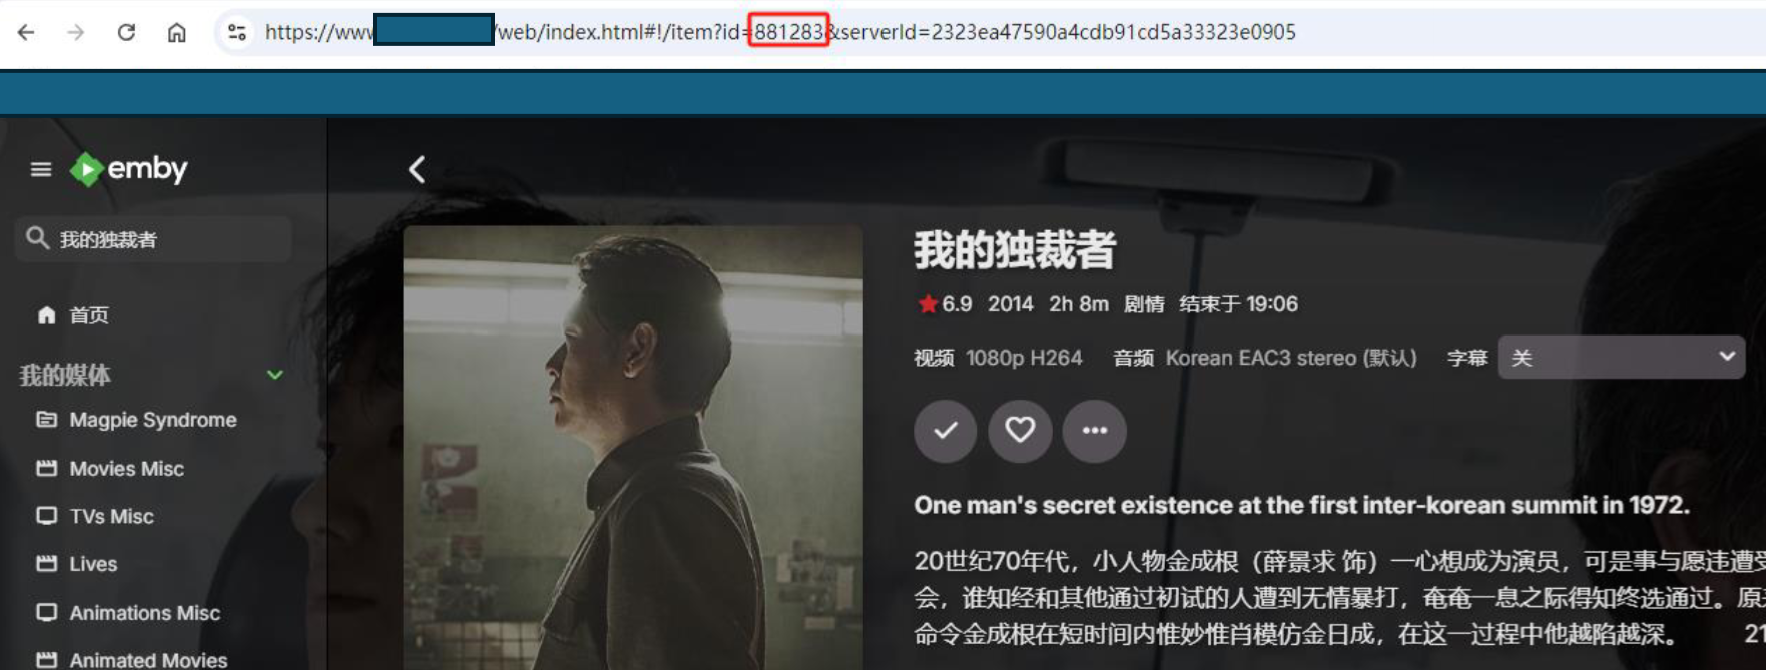 https://www
/web/index.html#!/item?id=881283&serverId=2323ea47590a4cdb91cd5a33323e0905
emby
我的独裁者
首页
我的媒体
Magpie Syndrome
Movies Misc
TVs Misc
Lives
Animations Misc
Animated Movies
我的独裁者
6.9 2014 2h 8m 剧情 结束于 19:06
视频 1080p H264 音频 Korean EAC3 stereo (默认) 字幕 关
One man's secret existence at the first inter-korean summit in 1972.
20世纪70年代，小人物金成根（薛景求 饰）一心想成为演员，可是事与愿违遭受
会，谁知经和其他通过初试的人遭到无情暴打，奄奄一息之际得知终选通过。原来
命令金成根在短时间内惟妙惟肖模仿金日成，在这一过程中他越陷越深。 21